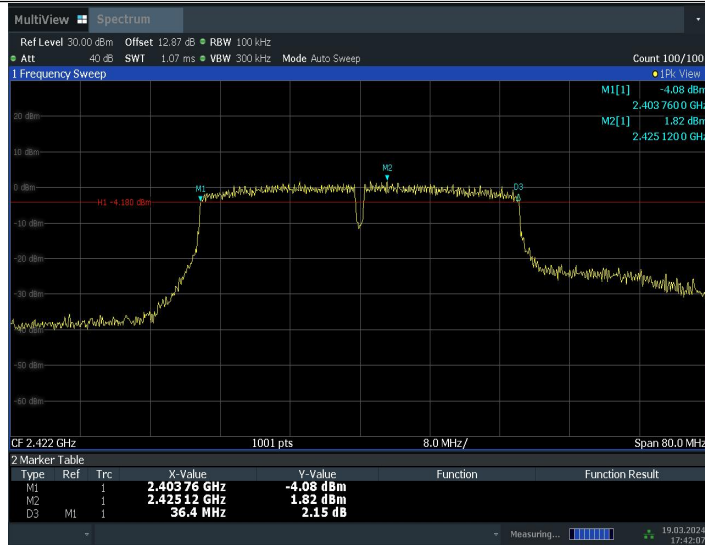 MultiView Spectrum
Ref Level 30.00 dBm Offset 12.87 dB RBW 100 kHz
Att 40 dB SWT 1.07 ms VBW 300 kHz Mode Auto Sweep Count 100/100
1 Frequency Sweep 1Pk View
M1[1] -4.08 dBm
2.403 760 0 GHz
M2[1] 1.82 dBm
2.425 120 0 GHz
20 dBm
10 dBm
M2
0 dBm
M1 D3
H1 -4.180 dBm
-10 dBm
-20 dBm
-30 dBm
-40 dBm
-50 dBm
-60 dBm
CF 2.422 GHz 1001 pts 8.0 MHz/ Span 80.0 MHz
2 Marker Table
Type Ref Trc X-Value Y-Value Function Function Result
M1 1 2.403 76 GHz -4.08 dBm
M2 1 2.425 12 GHz 1.82 dBm
D3 M1 1 36.4 MHz 2.15 dB
Measuring... 19.03.2024
17:42:07